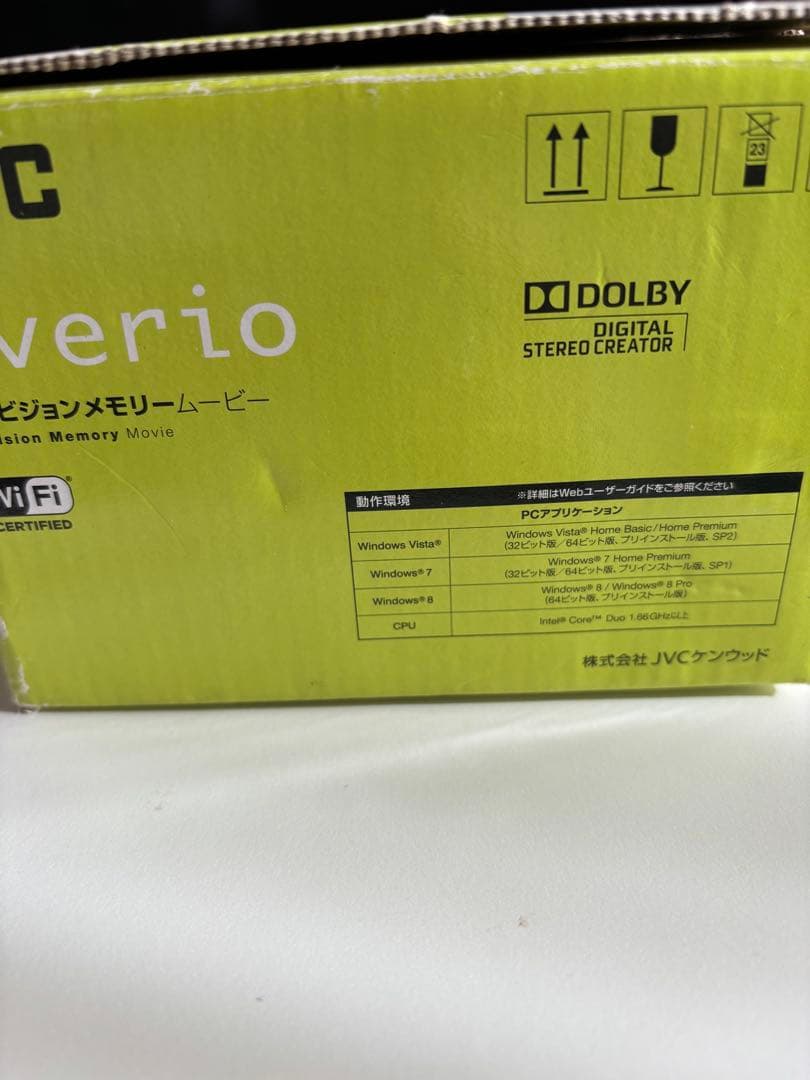 C
verio
ビジョンメモリームービー
ision Memory Movie
Wi Fi®
CERTIFIED
23
DOLBY
DIGITAL
STEREO CREATOR
動作環境 ※詳細はWebユーザーガイドをご参照ください
PCアプリケーション
Windows Vista® Windows Vista® Home Basic/Home Premium
(32ビット版/64ビット版、プリインストール版、SP2)
Windows®7 Windows® 7 Home Premium
(32ビット版/64ビット版、プリインストール版、SP1)
Windows®8 Windows® 8 / Windows® 8 Pro
(64ビット版、プリインストール版)
CPU Intel® Core™ Duo 1.66GHz以上
株式会社 JVCケンウッド